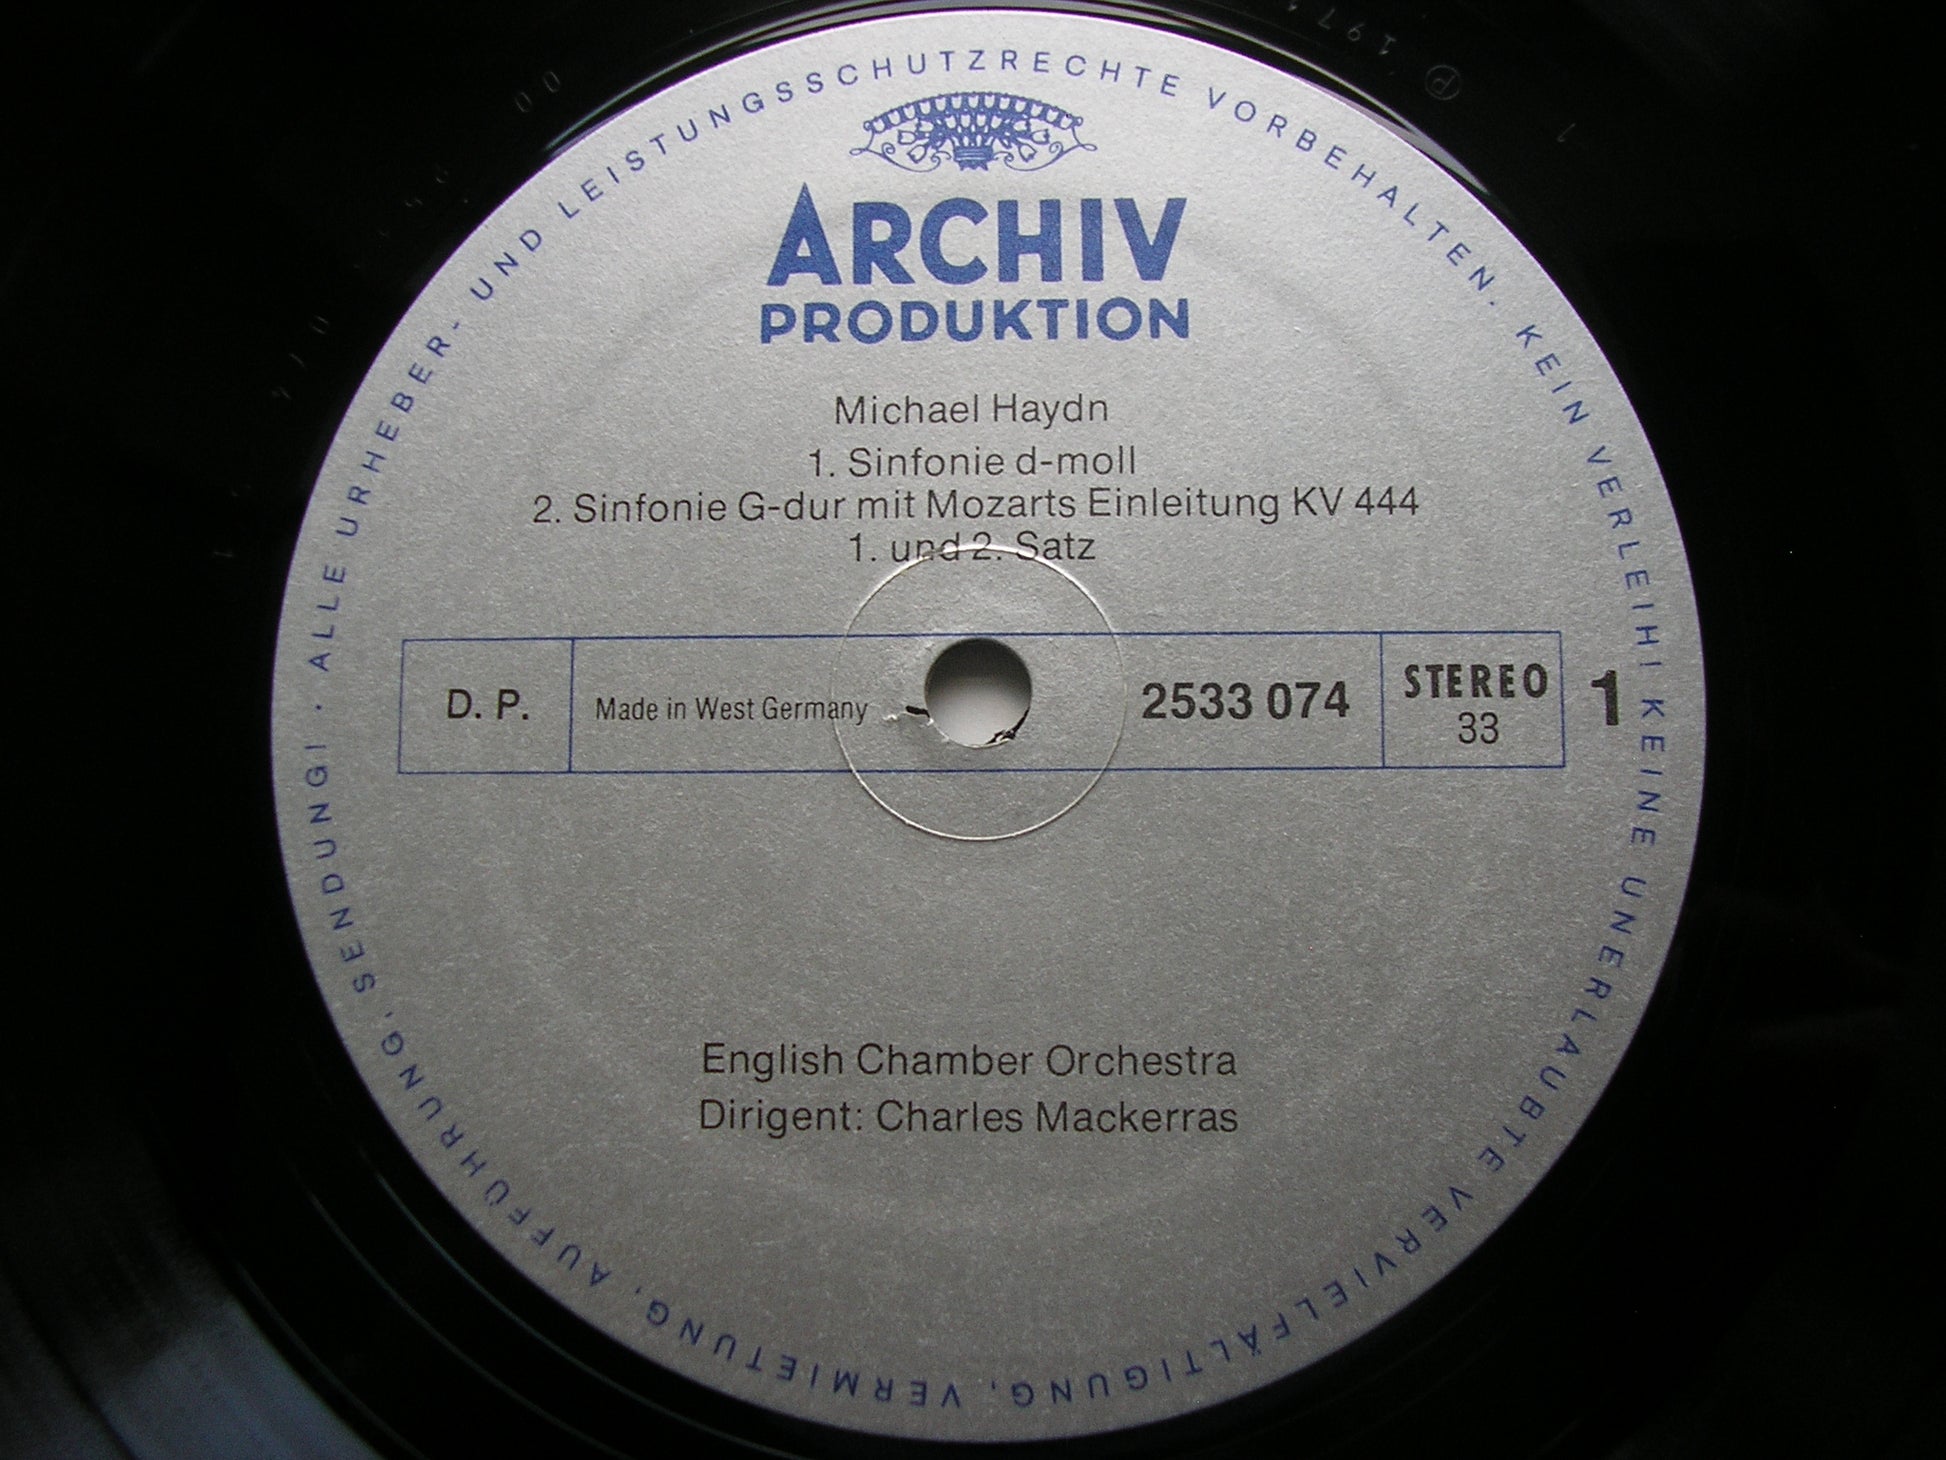 ALLE URHEBER- UND LEISTUNGSSCHUTZRECHTE VORBEHALTEN. KEIN VERLEIH! KEINE UNERLAUBTE VERVIELFÄLTIGUNG, VERMIETUNG, AUFFÜHRUNG, SENDUNG! ·
ARCHIV
PRODUKTION
Michael Haydn
1. Sinfonie d-moll
2. Sinfonie G-dur mit Mozarts Einleitung KV 444
1. und 2. Satz
D. P.
Made in West Germany
2533 074
STEREO
33
1
English Chamber Orchestra
Dirigent: Charles Mackerras